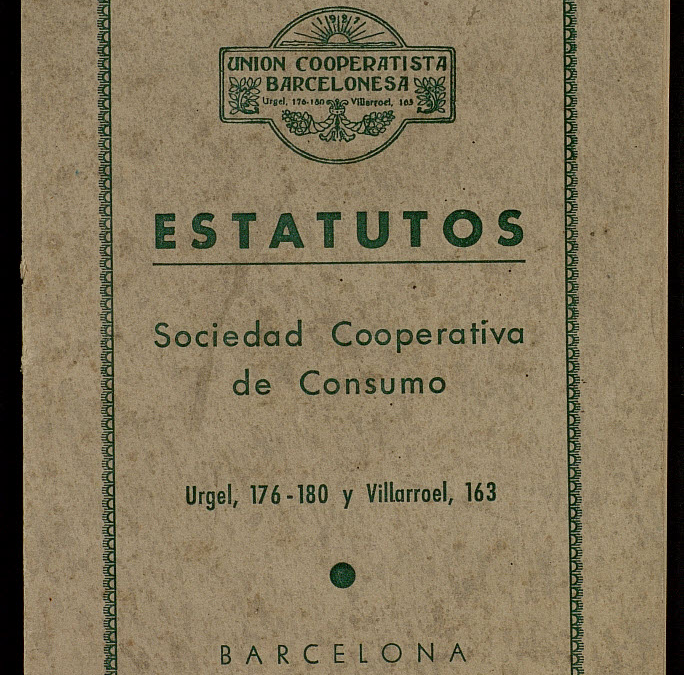 1927
UNION COOPERATISTA
BARCELONESA
Urgel, 176-180 Villarroel, 163
ESTATUTOS
Sociedad Cooperativa
de Consumo
Urgel, 176-180 y Villarroel, 163
BARCELONA